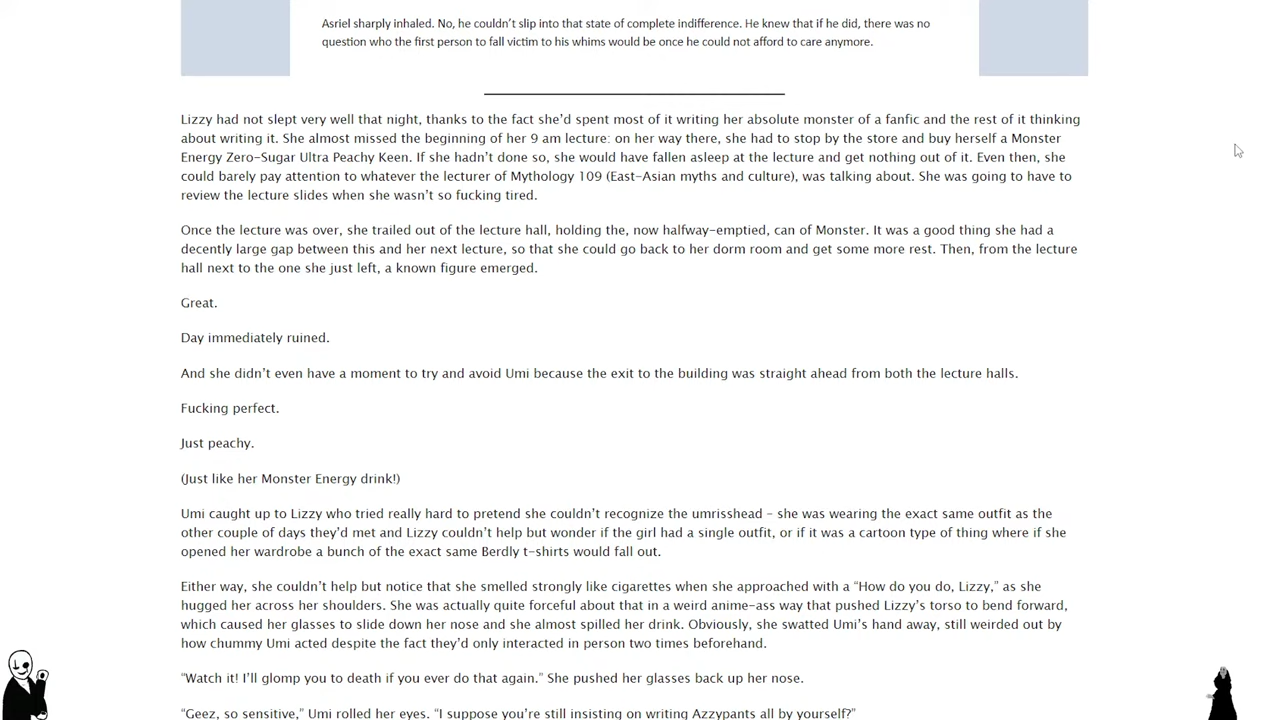 Asriel sharply inhaled. No, he couldn’t slip into that state of complete indifference. He knew that if he did, there was no
question who the first person to fall victim to his whims would be once he could not afford to care anymore.
Lizzy had not slept very well that night, thanks to the fact she’d spent most of it writing her absolute monster of a fanfic and the rest of it thinking
about writing it. She almost missed the beginning of her 9 am lecture: on her way there, she had to stop by the store and buy herself a Monster
Energy Zero-Sugar Ultra Peachy Keen. If she hadn’t done so, she would have fallen asleep at the lecture and get nothing out of it. Even then, she
could barely pay attention to whatever the lecturer of Mythology 109 (East-Asian myths and culture), was talking about. She was going to have to
review the lecture slides when she wasn’t so fucking tired.
Once the lecture was over, she trailed out of the lecture hall, holding the, now halfway-emptied, can of Monster. It was a good thing she had a
decently large gap between this and her next lecture, so that she could go back to her dorm room and get some more rest. Then, from the lecture
hall next to the one she just left, a known figure emerged.
Great.
Day immediately ruined.
And she didn’t even have a moment to try and avoid Umi because the exit to the building was straight ahead from both the lecture halls.
Fucking perfect.
Just peachy.
(Just like her Monster Energy drink!)
Umi caught up to Lizzy who tried really hard to pretend she couldn’t recognize the umrisshead – she was wearing the exact same outfit as the
other couple of days they’d met and Lizzy couldn’t help but wonder if the girl had a single outfit, or if it was a cartoon type of thing where if she
opened her wardrobe a bunch of the exact same Berdly t-shirts would fall out.
Either way, she couldn’t help but notice that she smelled strongly like cigarettes when she approached with a “How do you do, Lizzy,” as she
hugged her across her shoulders. She was actually quite forceful about that in a weird anime-ass way that pushed Lizzy’s torso to bend forward,
which caused her glasses to slide down her nose and she almost spilled her drink. Obviously, she swatted Umi’s hand away, still weirded out by
how chummy Umi acted despite the fact they’d only interacted in person two times beforehand.
“Watch it! I’ll glomp you to death if you ever do that again.” She pushed her glasses back up her nose.
“Geez, so sensitive,” Umi rolled her eyes. “I suppose you’re still insisting on writing Azzypants all by yourself?”